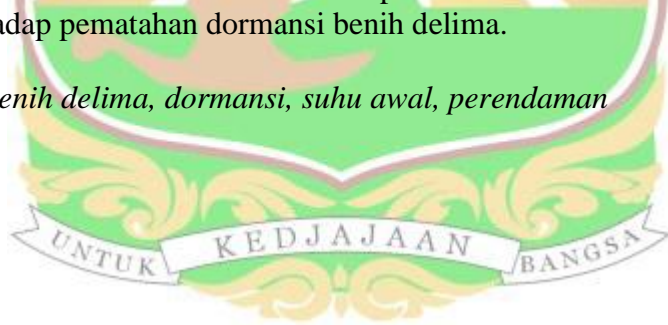 adap pematahan dormansi benih delima.
enih delima, dormansi, suhu awal, perendaman
UNTUK KEDJAJAAN BANGSA